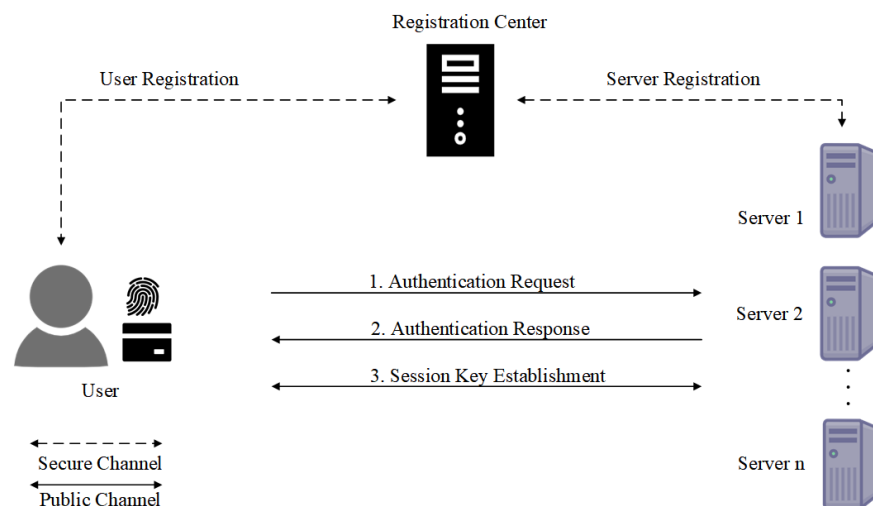 Registration Center
User Registration
Server Registration
Server 1
1. Authentication Request
2. Authentication Response
Server 2
3. Session Key Establishment
User
Secure Channel
Server n
Public Channel